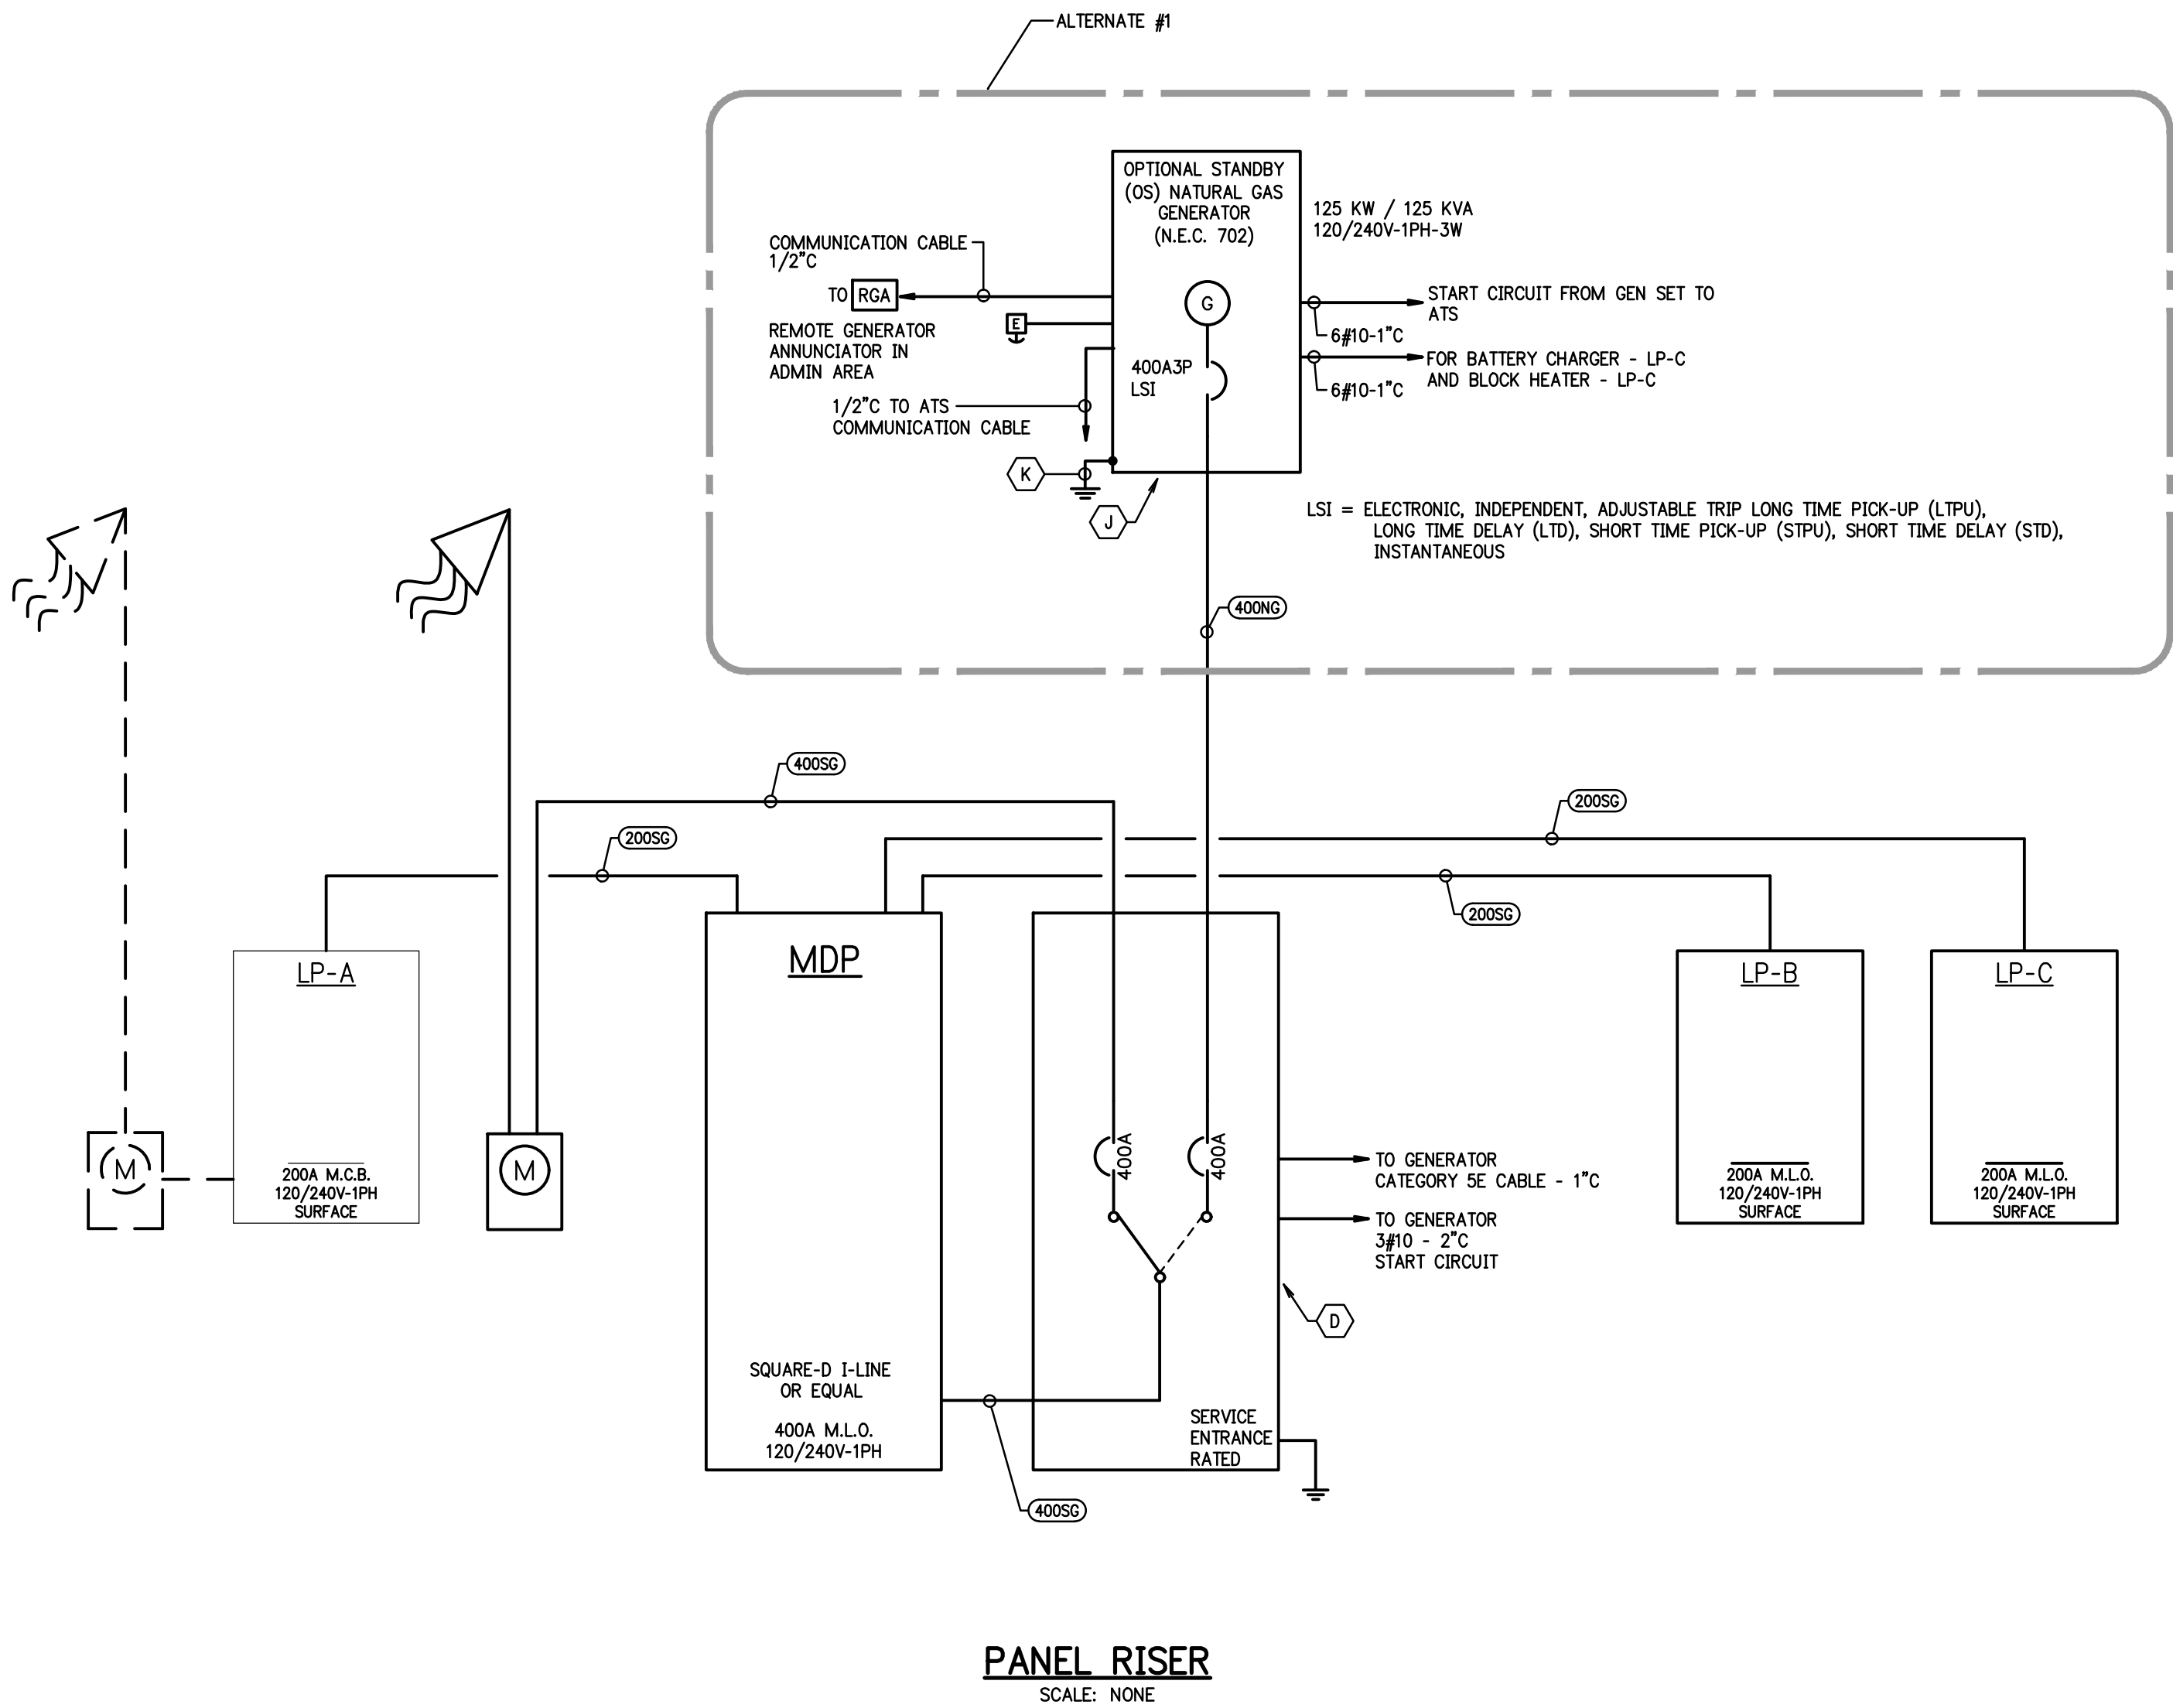 ALTERNATE #1
OPTIONAL STANDBY
(OS) NATURAL GAS
GENERATOR
(N.E.C. 702)
125 KW / 125 KVA
120/240V-1PH-3W
COMMUNICATION CABLE
1/2"C
TO RGA
REMOTE GENERATOR
ANNUNCIATOR IN
ADMIN AREA
E
G
START CIRCUIT FROM GEN SET TO
ATS
6#10-1"C
FOR BATTERY CHARGER - LP-C
AND BLOCK HEATER - LP-C
6#10-1"C
400A3P
LSI
1/2"C TO ATS
COMMUNICATION CABLE
K
J
LSI = ELECTRONIC, INDEPENDENT, ADJUSTABLE TRIP LONG TIME PICK-UP (LTPU),
LONG TIME DELAY (LTD), SHORT TIME PICK-UP (STPU), SHORT TIME DELAY (STD),
INSTANTANEOUS
400NG
400SG
200SG
200SG
200SG
LP-A
200A M.C.B.
120/240V-1PH
SURFACE
M
M
MDP
SQUARE-D I-LINE
OR EQUAL
400A M.L.O.
120/240V-1PH
400A
400A
TO GENERATOR
CATEGORY 5E CABLE - 1"C
TO GENERATOR
3#10 - 2"C
START CIRCUIT
D
SERVICE
ENTRANCE
RATED
400SG
LP-B
200A M.L.O.
120/240V-1PH
SURFACE
LP-C
200A M.L.O.
120/240V-1PH
SURFACE
PANEL RISER
SCALE: NONE